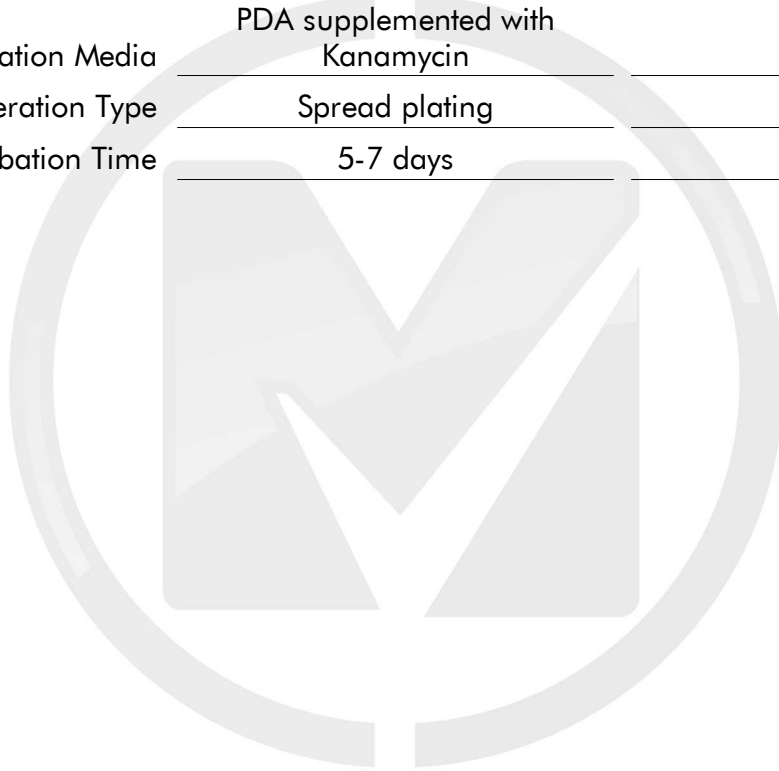 PDA supplemented with
ation Media Kanamycin
eration Type Spread plating
bation Time 5-7 days